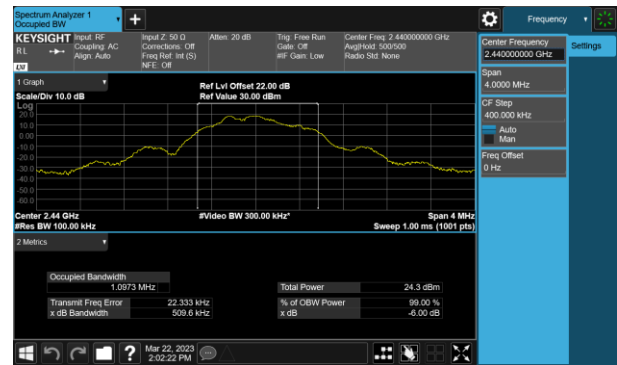 Spectrum Analyzer 1
Occupied BW
Frequency
KEYSIGHT
RL
LXI
Input: RF
Coupling: AC
Align: Auto
Input Z: 50 Ω
Corrections: Off
Freq Ref: Int (S)
NFE: Off
Atten: 20 dB
Trig: Free Run
Gate: Off
#IF Gain: Low
Center Freq: 2.440000000 GHz
Avg|Hold: 500/500
Radio Std: None
Center Frequency
2.440000000 GHz
Settings
Span
4.0000 MHz
CF Step
400.000 kHz
Auto
Man
Freq Offset
0 Hz
1 Graph
Scale/Div 10.0 dB
Ref Lvl Offset 22.00 dB
Ref Value 30.00 dBm
Log
20.0
10.0
0.00
-10.0
-20.0
-30.0
-40.0
-50.0
-60.0
Center 2.44 GHz
#Video BW 300.00 kHz*
Span 4 MHz
#Res BW 100.00 kHz
Sweep 1.00 ms (1001 pts)
2 Metrics
Occupied Bandwidth
1.0973 MHz
Total Power 24.3 dBm
Transmit Freq Error 22.333 kHz
% of OBW Power 99.00 %
x dB Bandwidth 509.6 kHz
x dB -6.00 dB
?
Mar 22, 2023
2:02:22 PM